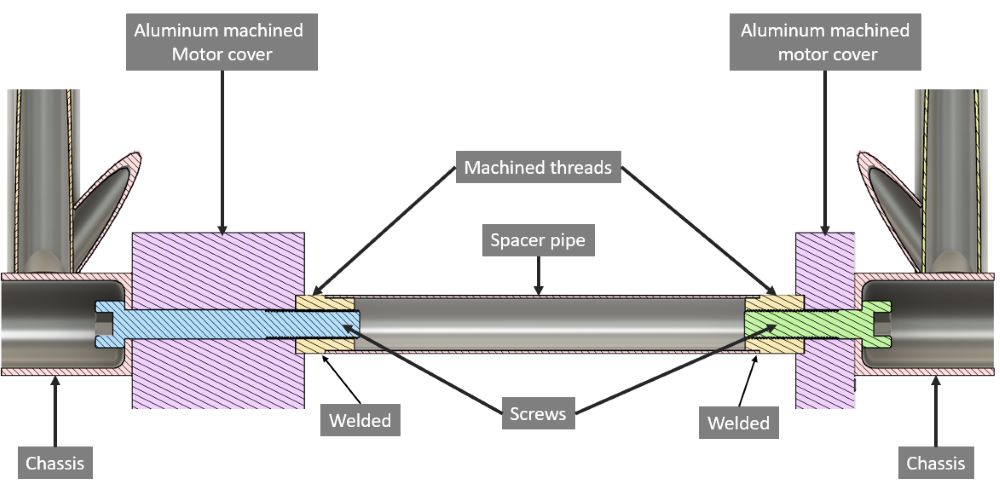 Aluminum machined
Motor cover
Aluminum machined
motor cover
Machined threads
Spacer pipe
Welded
Screws
Welded
Chassis
Chassis